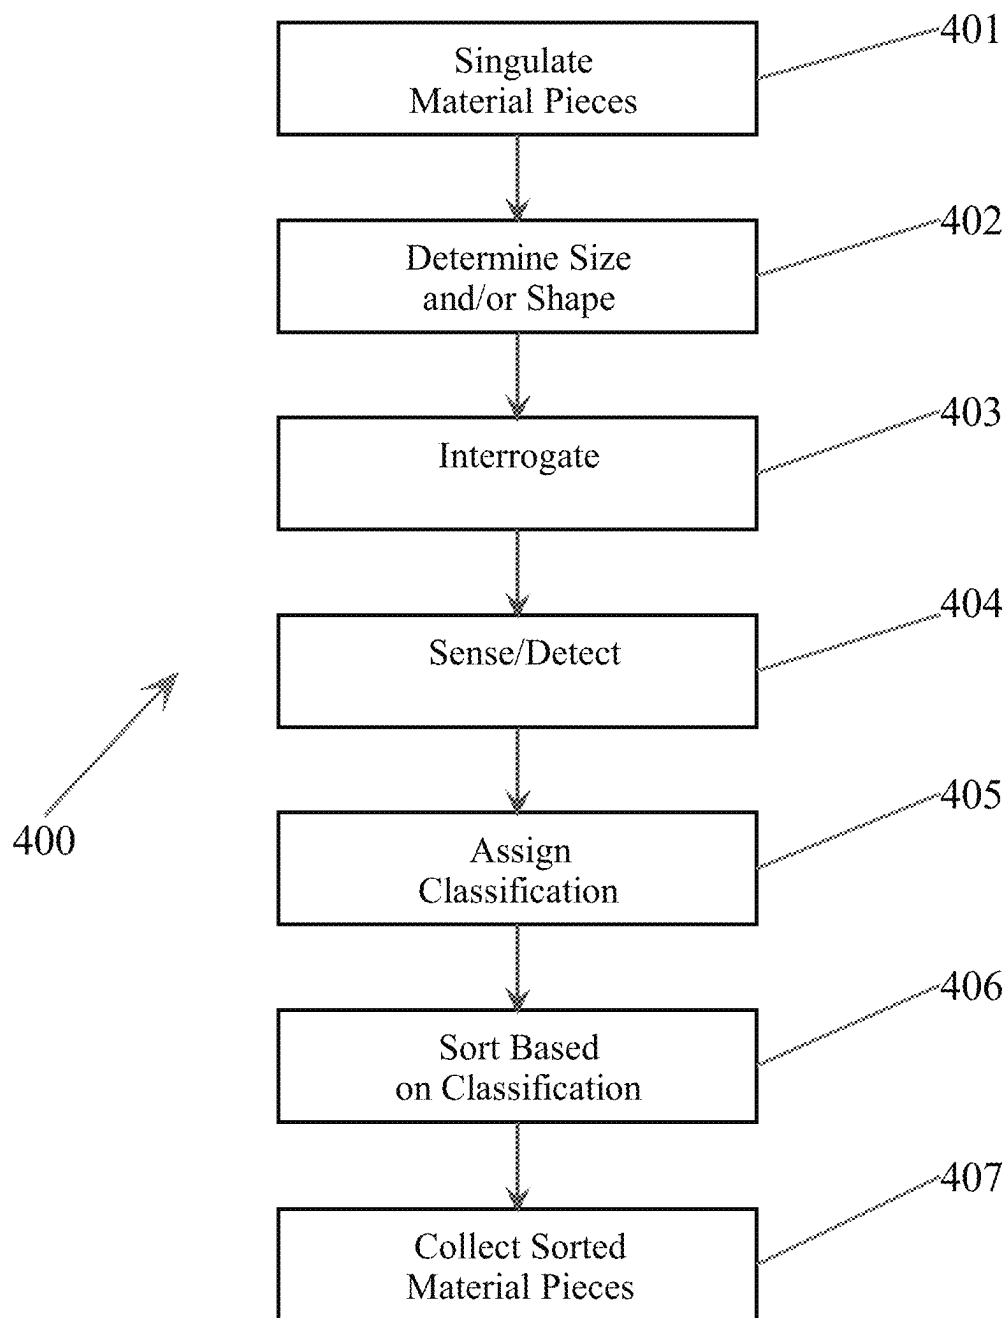 401
Singulate
Material Pieces
402
Determine Size
and/or Shape
403
Interrogate
404
Sense/Detect
400
405
Assign
Classification
406
Sort Based
on Classification
407
Collect Sorted
Material Pieces